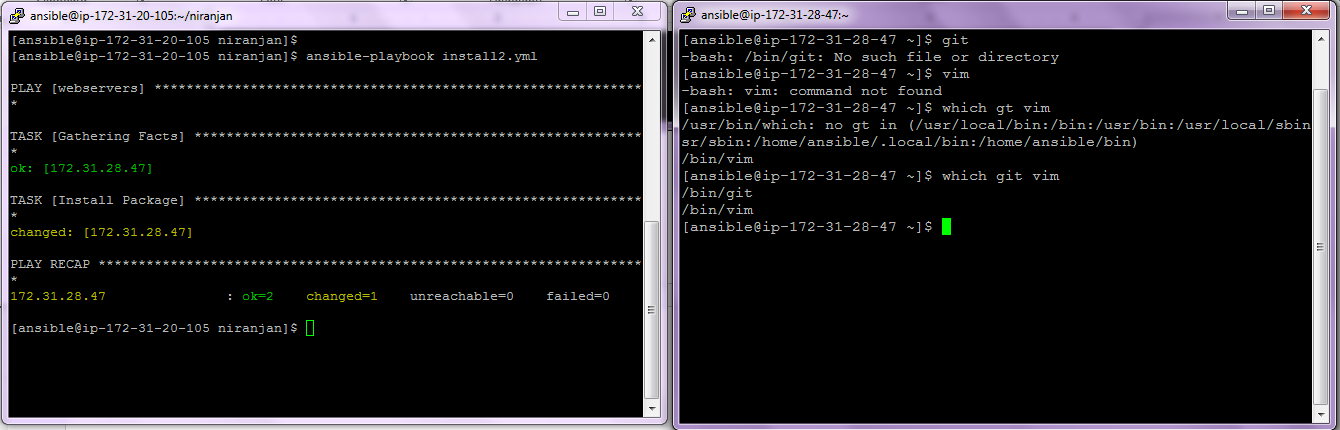 ansible@ip-172-31-20-105:~/niranjan
[ansible@ip-172-31-20-105 niranjan]$
[ansible@ip-172-31-20-105 niranjan]$ ansible-playbook install2.yml
PLAY [webservers] *************************************************************
*
TASK [Gathering Facts] ********************************************************
*
ok: [172.31.28.47]
TASK [Install Package] ********************************************************
*
changed: [172.31.28.47]
PLAY RECAP ********************************************************************
*
172.31.28.47 : ok=2 changed=1 unreachable=0 failed=0
[ansible@ip-172-31-20-105 niranjan]$
ansible@ip-172-31-28-47:~
[ansible@ip-172-31-28-47 ~]$ git
-bash: /bin/git: No such file or directory
[ansible@ip-172-31-28-47 ~]$ vim
-bash: vim: command not found
[ansible@ip-172-31-28-47 ~]$ which gt vim
/usr/bin/which: no gt in (/usr/local/bin:/bin:/usr/bin:/usr/local/sbin
sr/sbin:/home/ansible/.local/bin:/home/ansible/bin)
/bin/vim
[ansible@ip-172-31-28-47 ~]$ which git vim
/bin/git
/bin/vim
[ansible@ip-172-31-28-47 ~]$